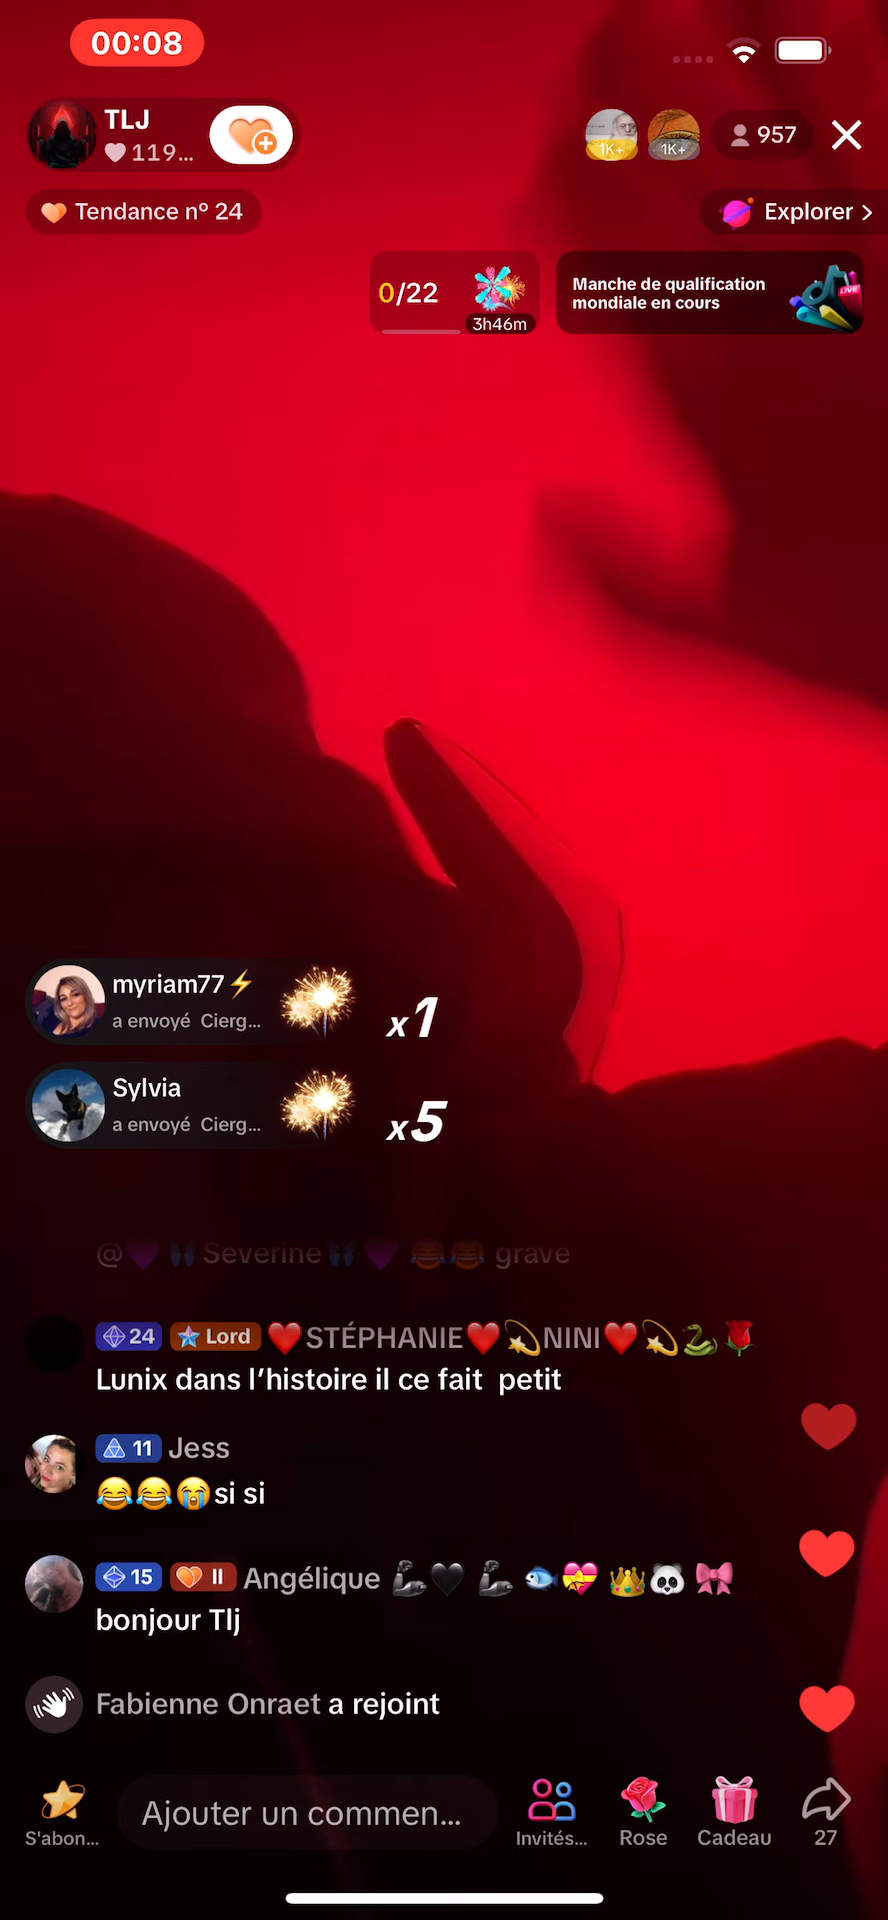 00:08
TLJ
119...
1K+
1K+
957
Tendance n° 24
Explorer >
0/22
3h46m
Manche de qualification
mondiale en cours
LIVE
myriam77⚡
a envoyé Cierg...
x1
Sylvia
a envoyé Cierg...
x5
@💜🦋Severine🦋💜 😂😂 grave
24 Lord ❤️STÉPHANIE❤️💫NINI❤️💫🐍🌹
Lunix dans l’histoire il ce fait petit
11 Jess
😂😂😭si si
15 II Angélique 🦾🖤 🦾 🐟💝 👑🐼 🎀
bonjour Tlj
Fabienne Onraet a rejoint
S'abon...
Ajouter un commen...
Invités...
Rose
Cadeau
27